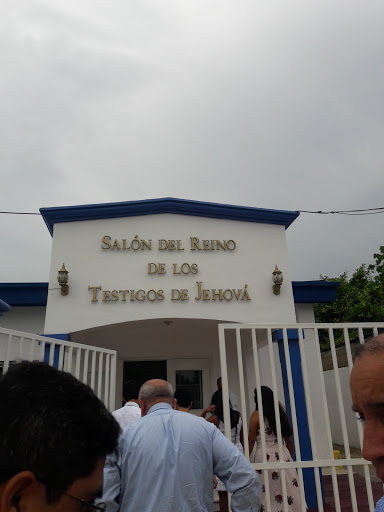 Salón del Reino
de los
Testigos de Jehová